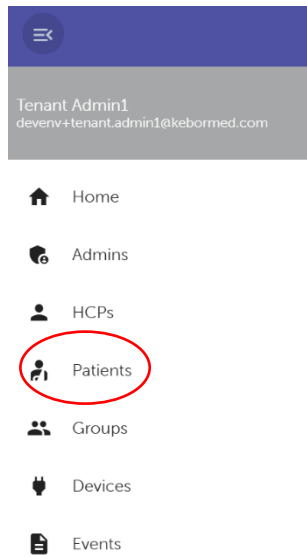 Tenant Admin1
devenv+tenant.admin1@kebormed.com
Home
Admins
HCPs
Patients
Groups
Devices
Events